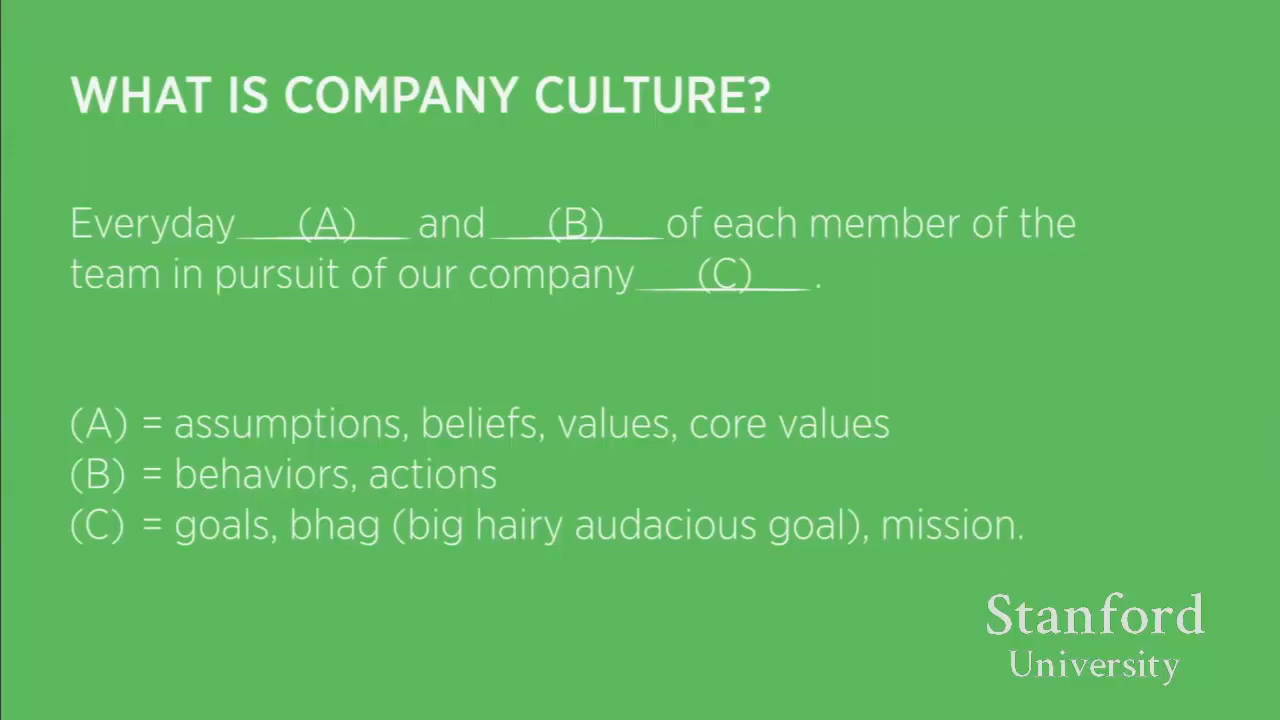 WHAT IS COMPANY CULTURE?
Everyday (A) and (B) of each member of the
team in pursuit of our company (C).
(A) = assumptions, beliefs, values, core values
(B) = behaviors, actions
(C) = goals, bhag (big hairy audacious goal), mission.
Stanford
University